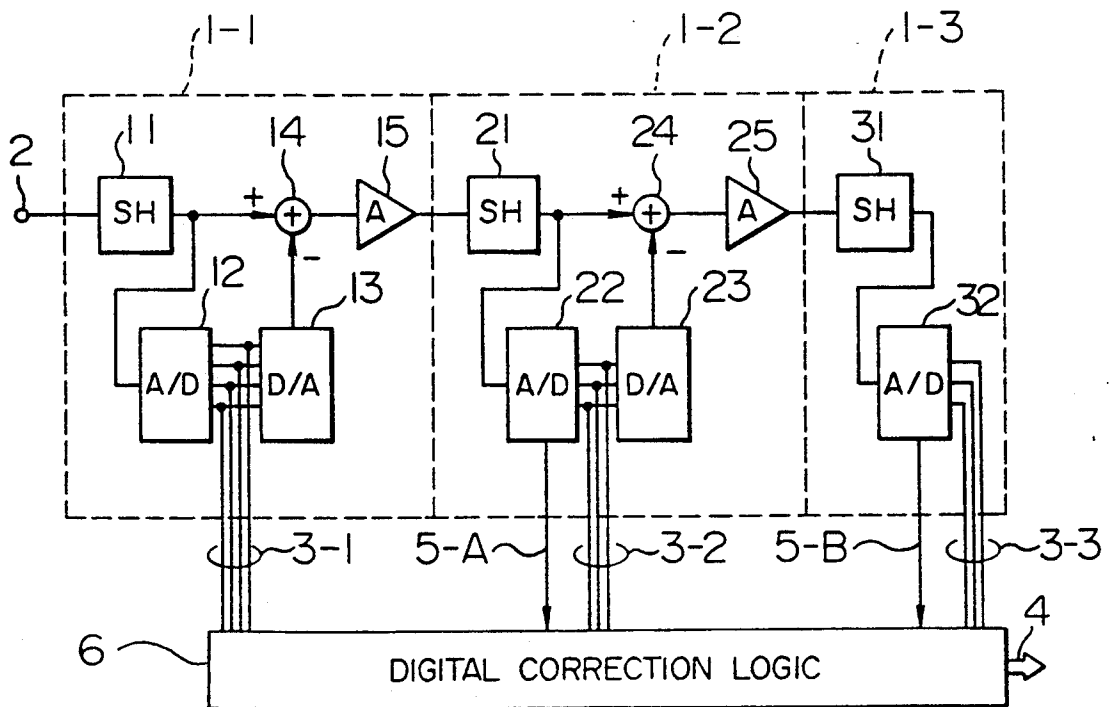 1-1
1-2
1-3
2
11
14
15
21
24
25
31
SH
+
+
A
SH
+
+
A
SH
-
-
12
13
22
23
32
A/D
D/A
A/D
D/A
A/D
3-1
5-A
3-2
5-B
3-3
6
DIGITAL CORRECTION LOGIC
4